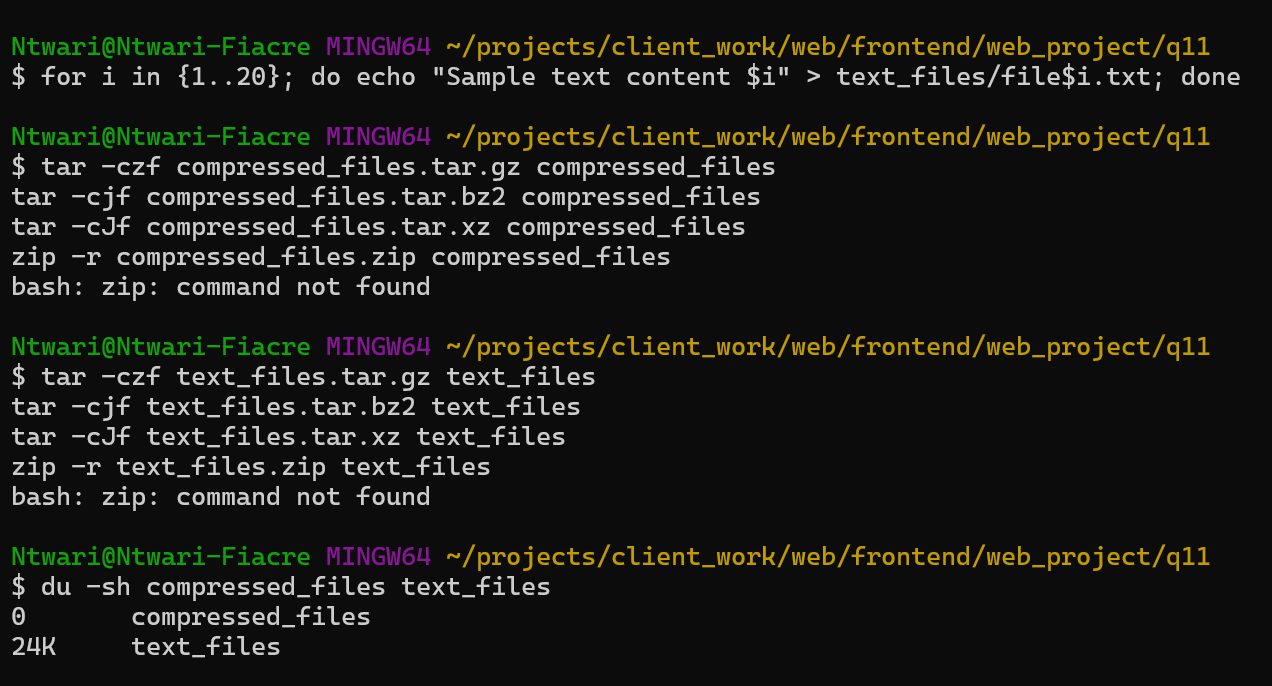 Ntwari@Ntwari-Fiacre MINGW64 ~/projects/client_work/web/frontend/web_project/q11
$ for i in {1..20}; do echo "Sample text content $i" > text_files/file$i.txt; done
Ntwari@Ntwari-Fiacre MINGW64 ~/projects/client_work/web/frontend/web_project/q11
$ tar -czf compressed_files.tar.gz compressed_files
tar -cjf compressed_files.tar.bz2 compressed_files
tar -cJf compressed_files.tar.xz compressed_files
zip -r compressed_files.zip compressed_files
bash: zip: command not found
Ntwari@Ntwari-Fiacre MINGW64 ~/projects/client_work/web/frontend/web_project/q11
$ tar -czf text_files.tar.gz text_files
tar -cjf text_files.tar.bz2 text_files
tar -cJf text_files.tar.xz text_files
zip -r text_files.zip text_files
bash: zip: command not found
Ntwari@Ntwari-Fiacre MINGW64 ~/projects/client_work/web/frontend/web_project/q11
$ du -sh compressed_files text_files
0       compressed_files
24K     text_files